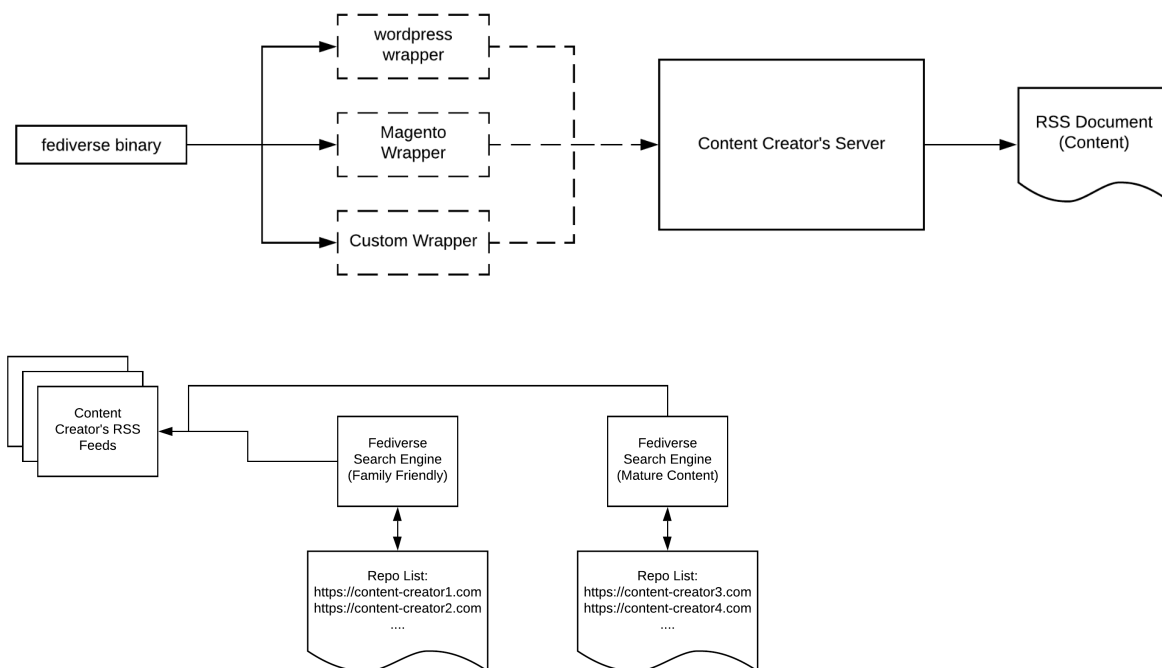 wordpress
wrapper
fediverse binary
Magento
Wrapper
Custom Wrapper
Content Creator's Server
RSS Document
(Content)
Content
Creator's RSS
Feeds
Fediverse
Search Engine
(Family Friendly)
Fediverse
Search Engine
(Mature Content)
Repo List:
https://content-creator1.com
https://content-creator2.com
....
Repo List:
https://content-creator3.com
https://content-creator4.com
....